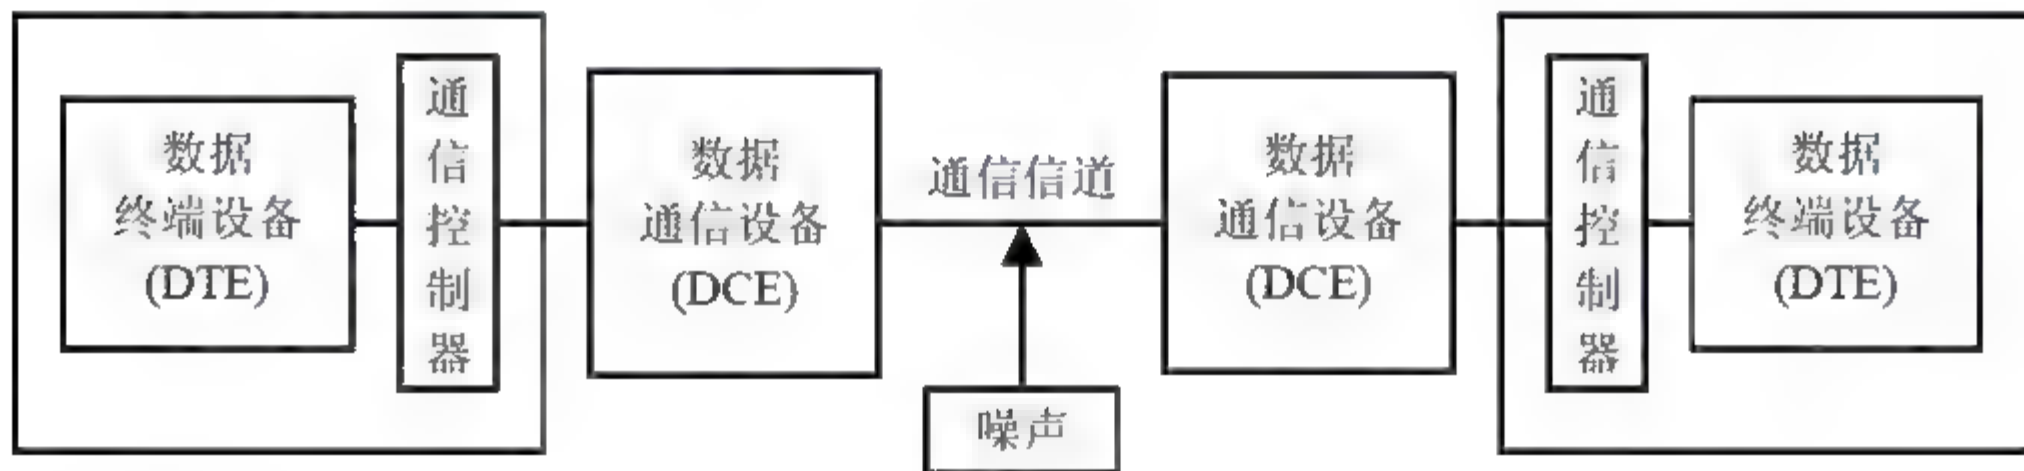 数据
终端设备
(DTE)
通
信
控
制
器
数据
通信设备
(DCE)
通信信道
噪声
数据
通信设备
(DCE)
通
信
控
制
器
数据
终端设备
(DTE)